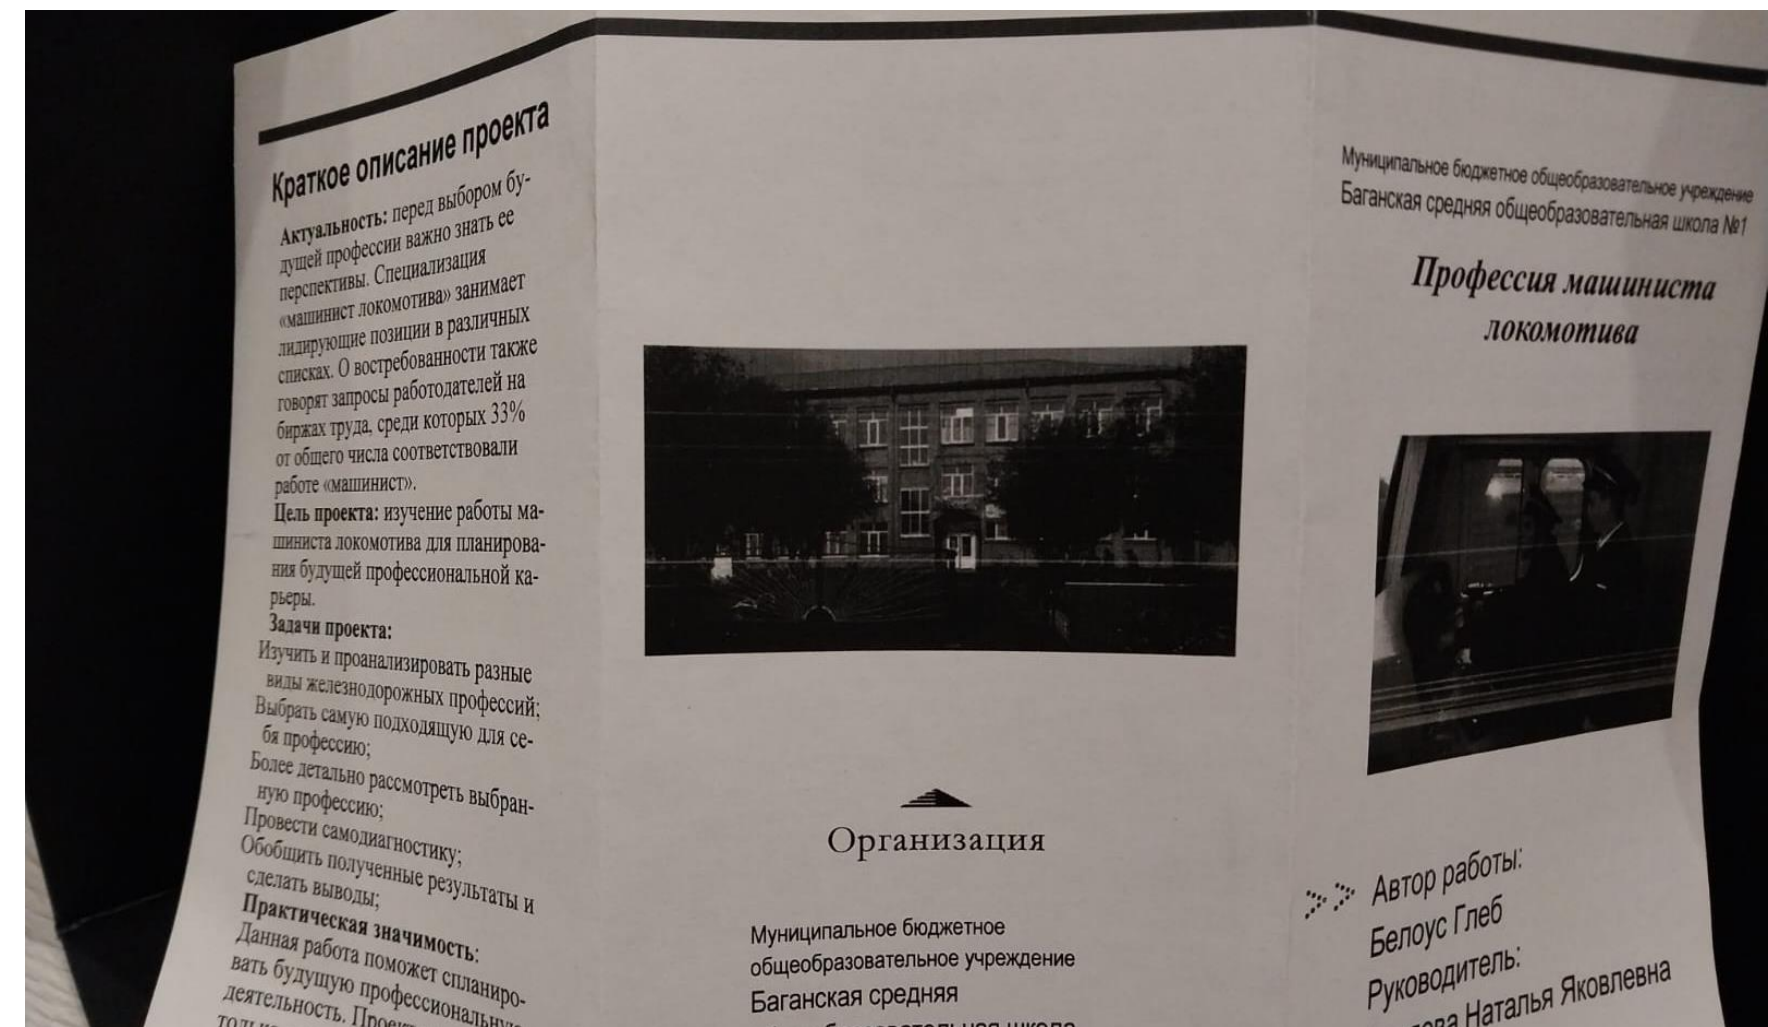 Краткое описание проекта
Актуальность: перед выбором бу-
дущей профессии важно знать ее
перспективы. Специализация
«машинист локомотива» занимает
лидирующие позиции в различных
списках. О востребованности также
говорят запросы работодателей на
биржах труда, среди которых 33%
от общего числа соответствовали
работе «машинист».
Цель проекта: изучение работы ма-
шиниста локомотива для планирова-
ния будущей профессиональной ка-
рьеры.
Задачи проекта:
Изучить и проанализировать разные
виды железнодорожных профессий;
Выбрать самую подходящую для се-
бя профессию;
Более детально рассмотреть выбран-
ную профессию;
Провести самодиагностику;
Обобщить полученные результаты и
сделать выводы;
Практическая значимость:
Данная работа поможет спланиро-
вать будущую профессиональную
деятельность.
Организация
Муниципальное бюджетное
общеобразовательное учреждение
Баганская средняя
школа
Муниципальное бюджетное общеобразовательное учреждение
Баганская средняя общеобразовательная школа №1
Профессия машиниста
локомотива
Автор работы:
Белоус Глеб
Руководитель:
Наталья Яковлевна